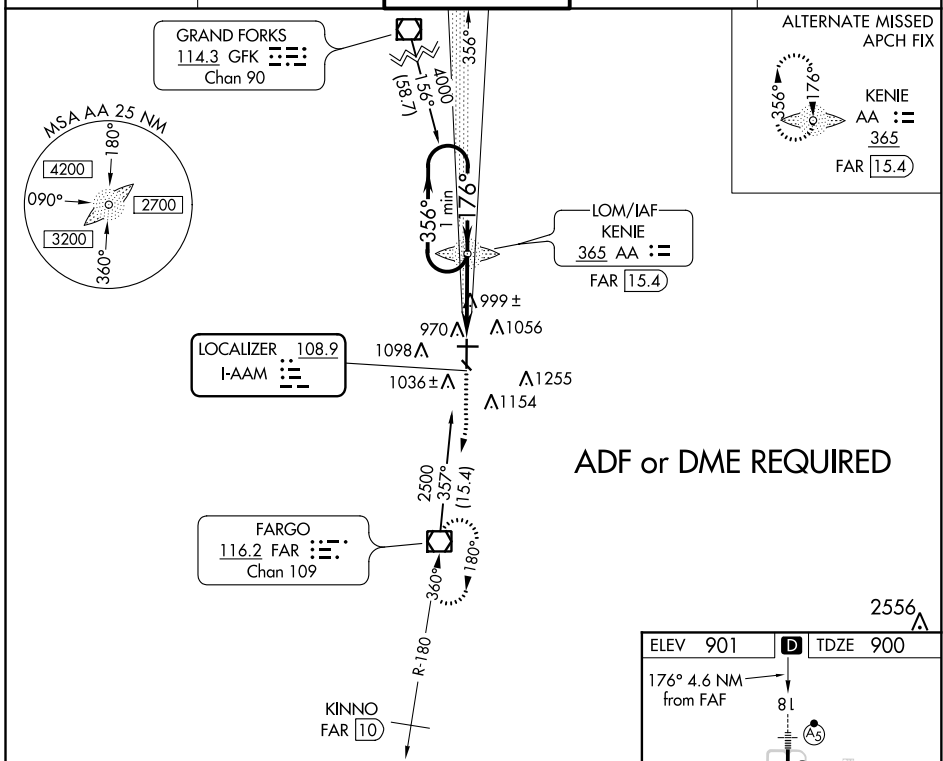 GRAND FORKS
114.3 GFK
Chan 90
156°
(58.7)
4000
356°
ALTERNATE MISSED
APCH FIX
356°
176°
KENIE
AA
365
FAR 15.4
MSA AA 25 NM
180°
4200
090°
2700
3200
360°
356°
1 min
176°
LOM/IAF
KENIE
365 AA
FAR 15.4
999 ±
970
1056
LOCALIZER 108.9
I-AAM
1098
1036 ±
1255
1154
ADF or DME REQUIRED
2500
357°
(15.4)
FARGO
116.2 FAR
Chan 109
360°
180°
R-180
KINNO
FAR 10
2556
ELEV 901 D TDZE 900
176° 4.6 NM
from FAF
18
A5